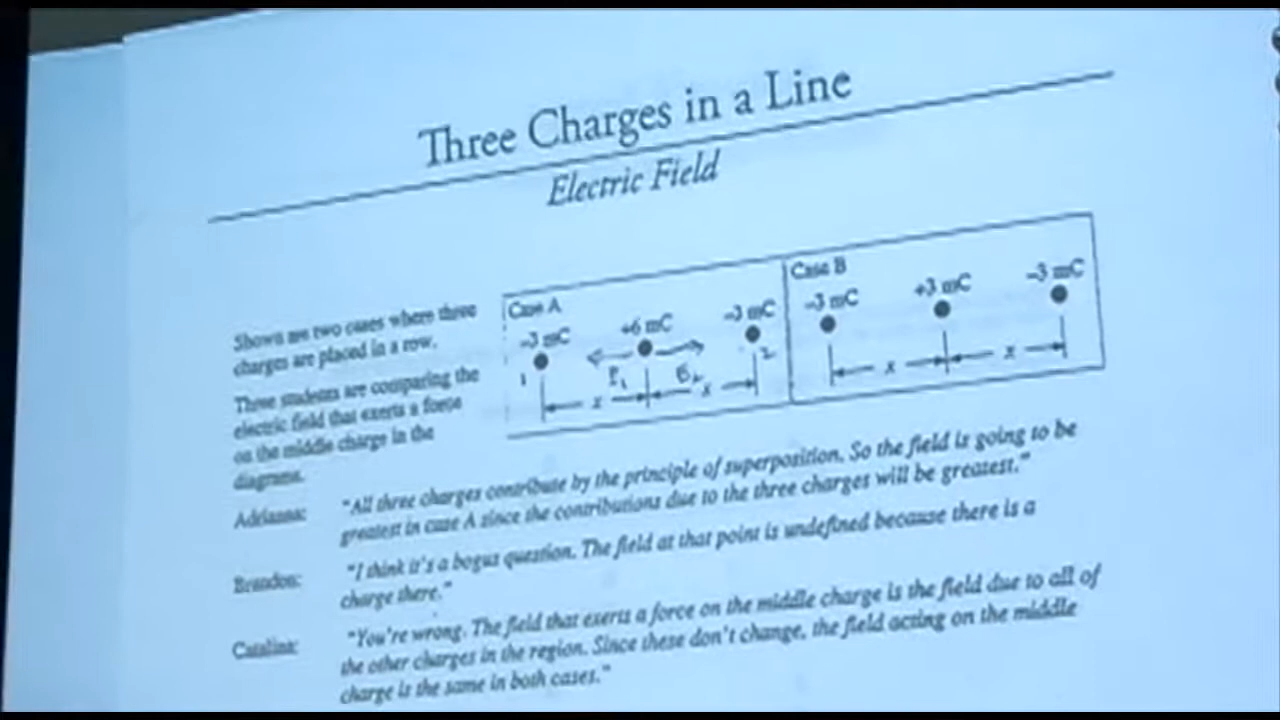 Three Charges in a Line
Electric Field
Shown are two cases where three
charges are placed in a row.
Three students are comparing the
electric field that exerts a force
on the middle charge in the
diagrams.
Case A
-3 mC
+6 mC
-3 mC
1
2
x
x
Case B
-3 mC
+3 mC
-3 mC
x
x
Adrianna:
"All three charges contribute by the principle of superposition. So the field is going to be
greatest in case A since the contributions due to the three charges will be greatest."
Brandon:
"I think it's a bogus question. The field at that point is undefined because there is a
charge there."
Catalina:
"You're wrong. The field that exerts a force on the middle charge is the field due to all of
the other charges in the region. Since these don't change, the field acting on the middle
charge is the same in both cases."